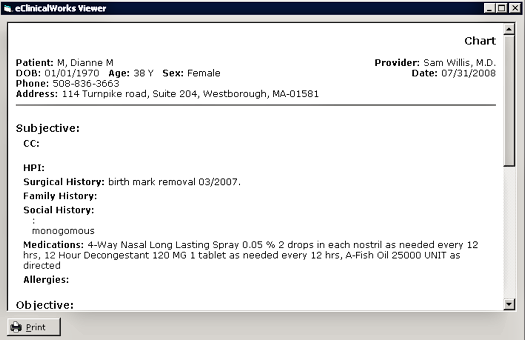 eClinicalWorks Viewer
Chart
Patient: M, Dianne M Provider: Sam Willis, M.D.
DOB: 01/01/1970 Age: 38 Y Sex: Female Date: 07/31/2008
Phone: 508-836-3663
Address: 114 Turnpike road, Suite 204, Westborough, MA-01581
Subjective:
CC:
HPI:
Surgical History: birth mark removal 03/2007.
Family History:
Social History:
:
monogomous
Medications: 4-Way Nasal Long Lasting Spray 0.05 % 2 drops in each nostril as needed every 12
hrs, 12 Hour Decongestant 120 MG 1 tablet as needed every 12 hrs, A-Fish Oil 25000 UNIT as
directed
Allergies:
Objective:
Print